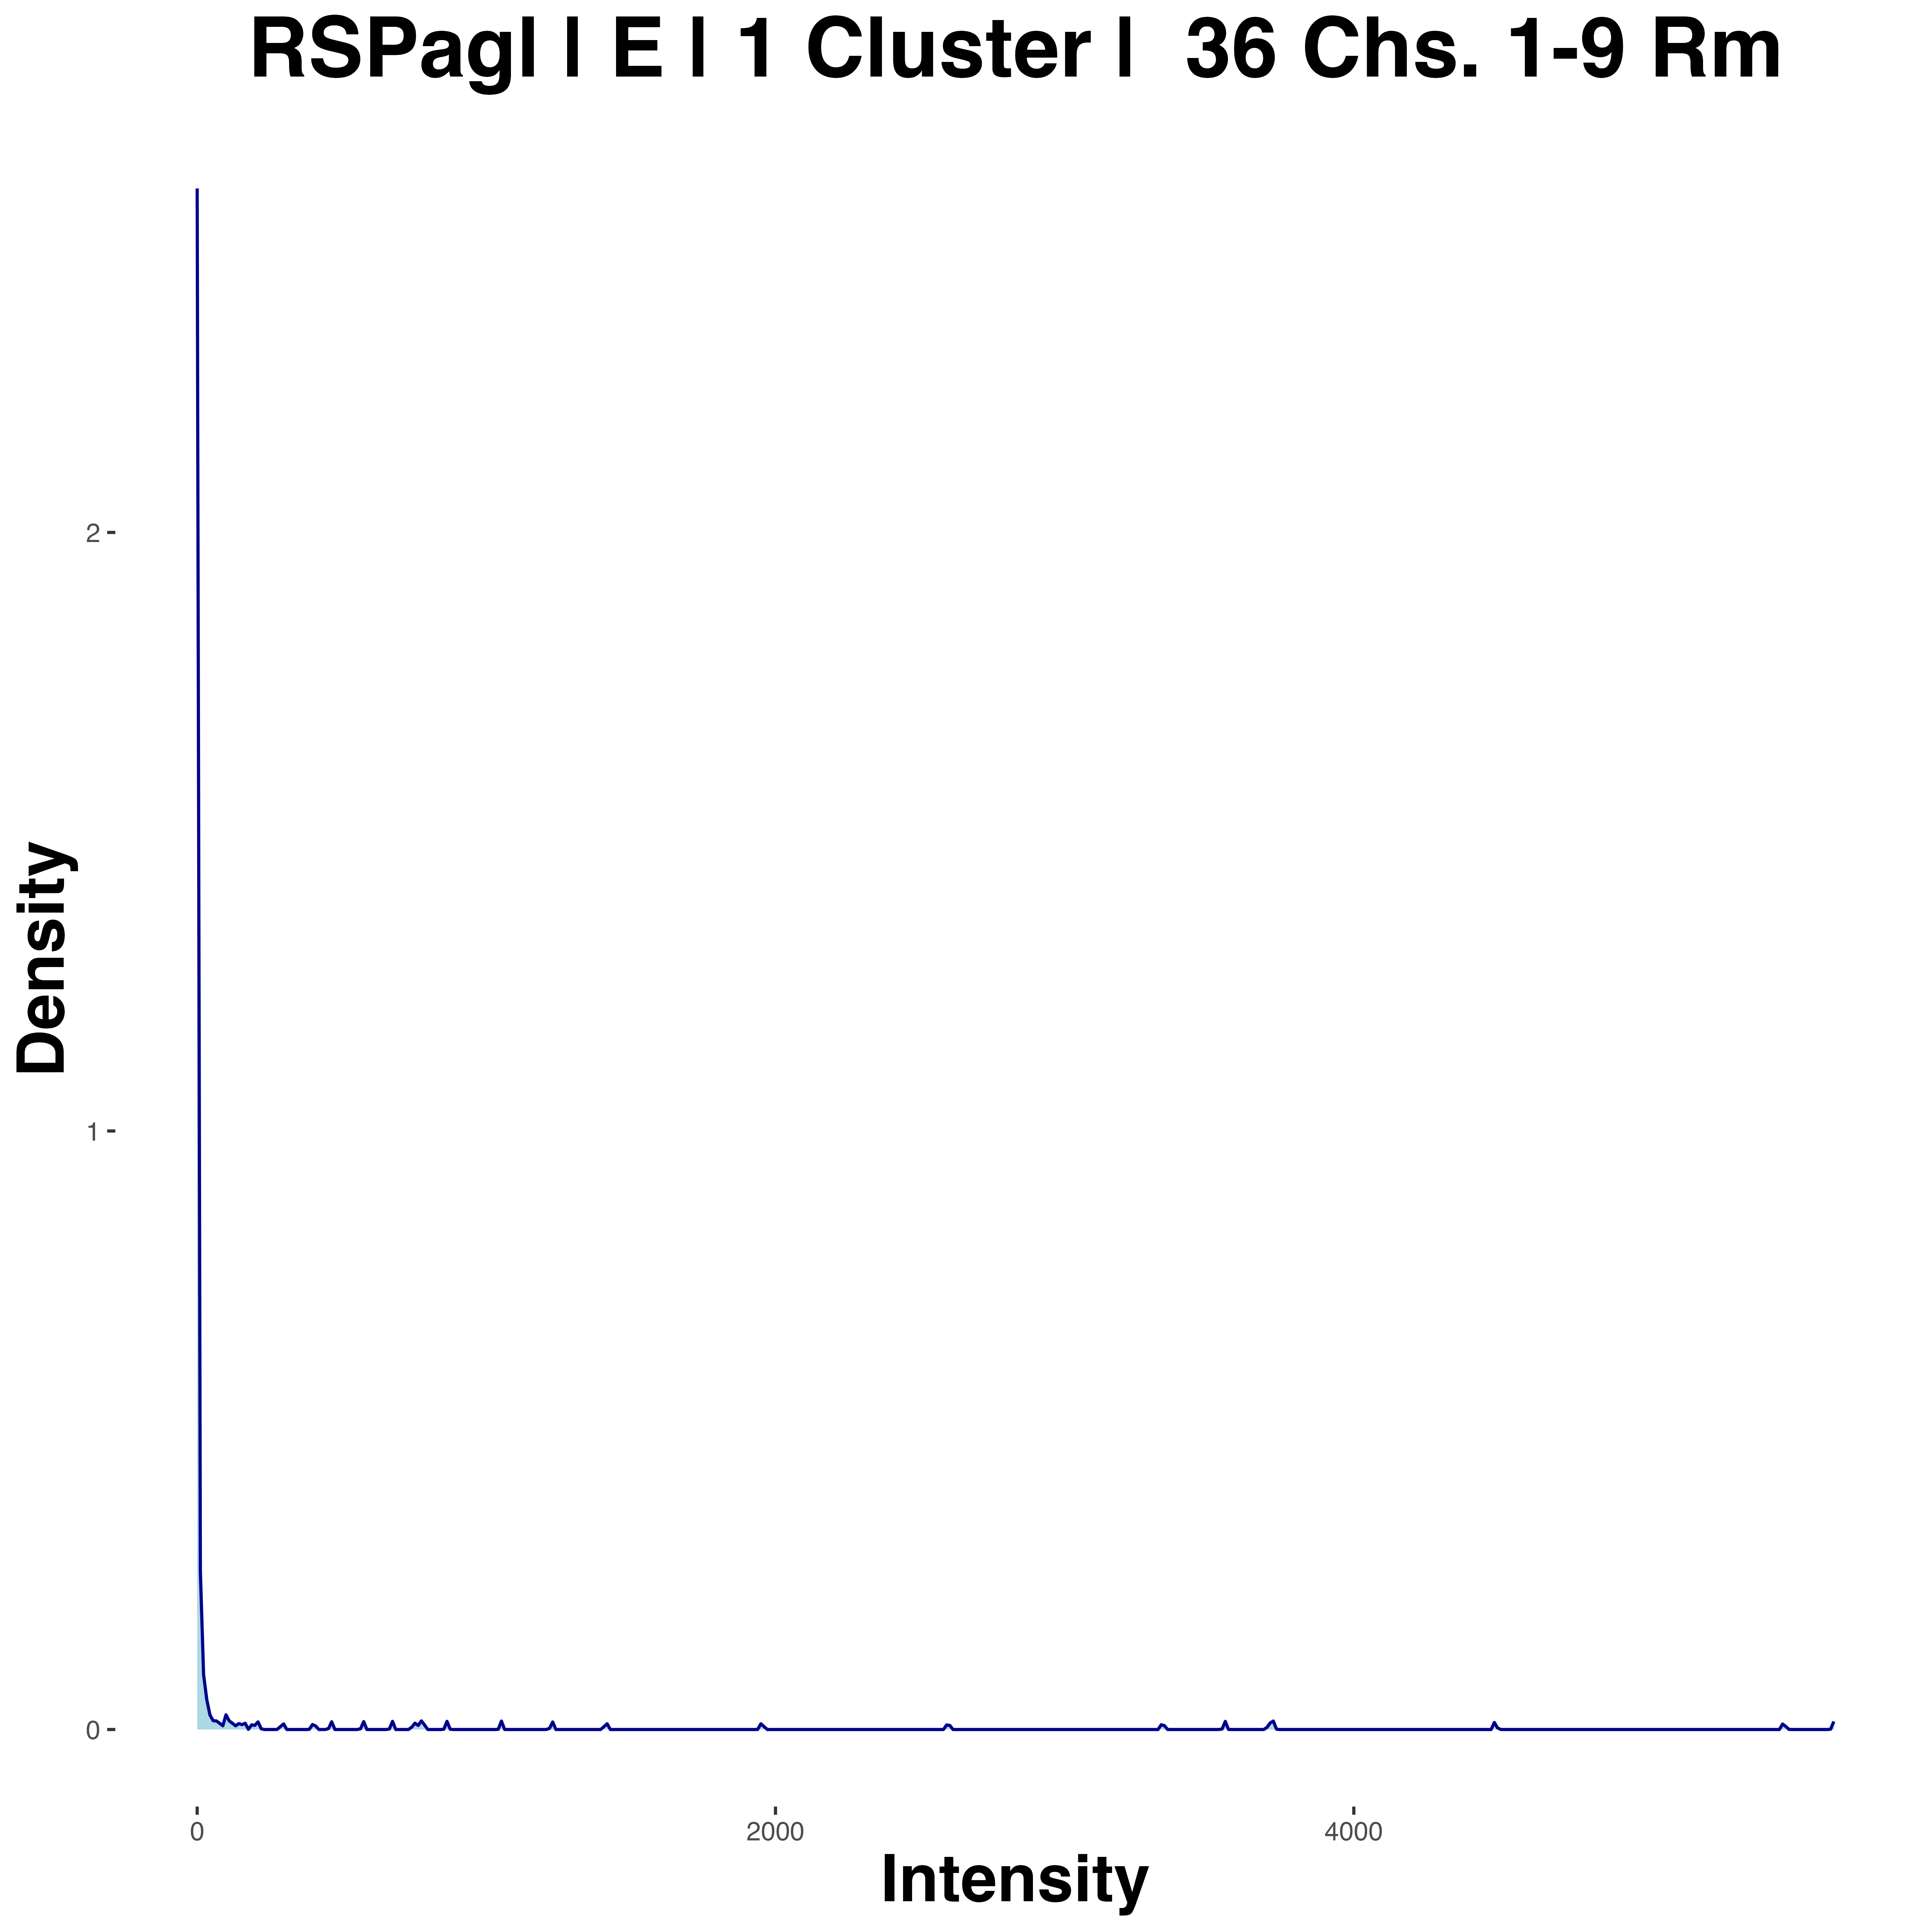 RSPagl | E | 1 Cluster |  36 Chs. 1-9 Rm
Density
2
1
0
0 2000 4000
Intensity